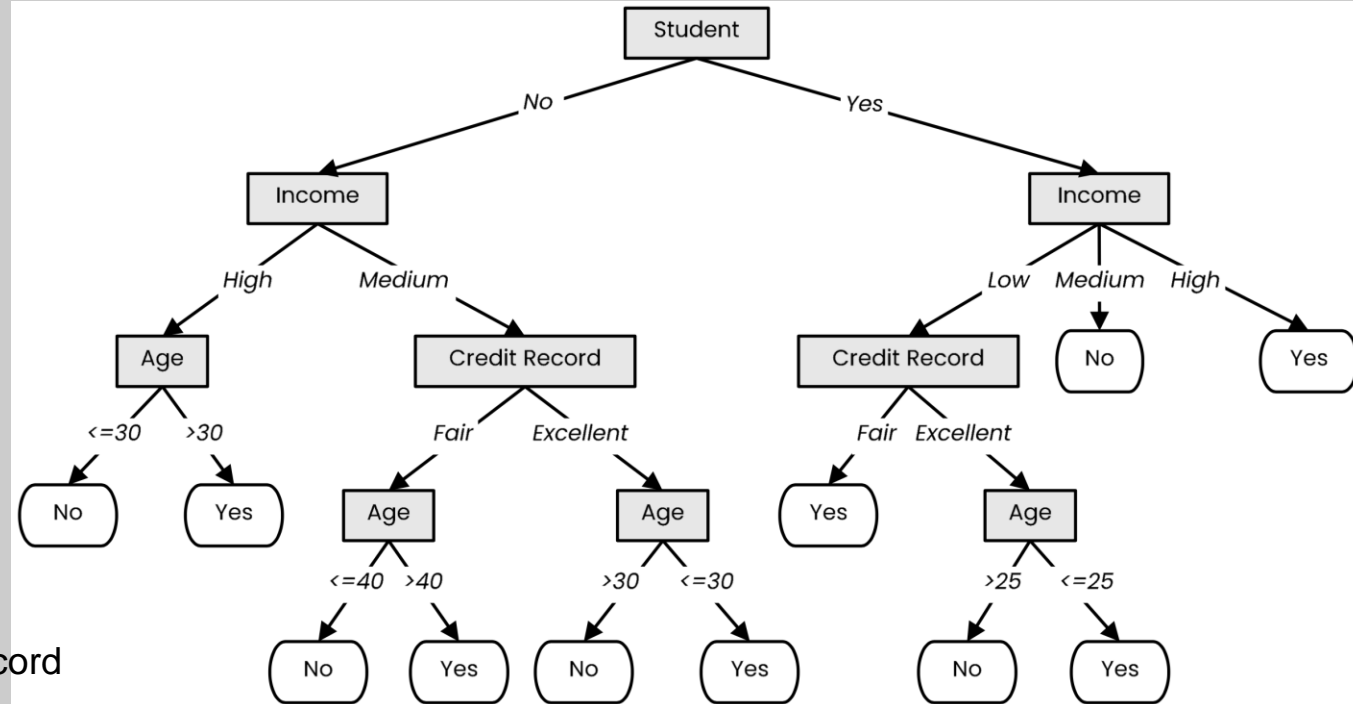 Student
No Yes
Income Income
High Medium Low Medium High
Age Credit Record Credit Record No Yes
<=30 >30 Fair Excellent Fair Excellent
No Yes Age Age Yes Age
<=40 >40 >30 <=30 >25 <=25
No Yes No Yes No Yes
cord